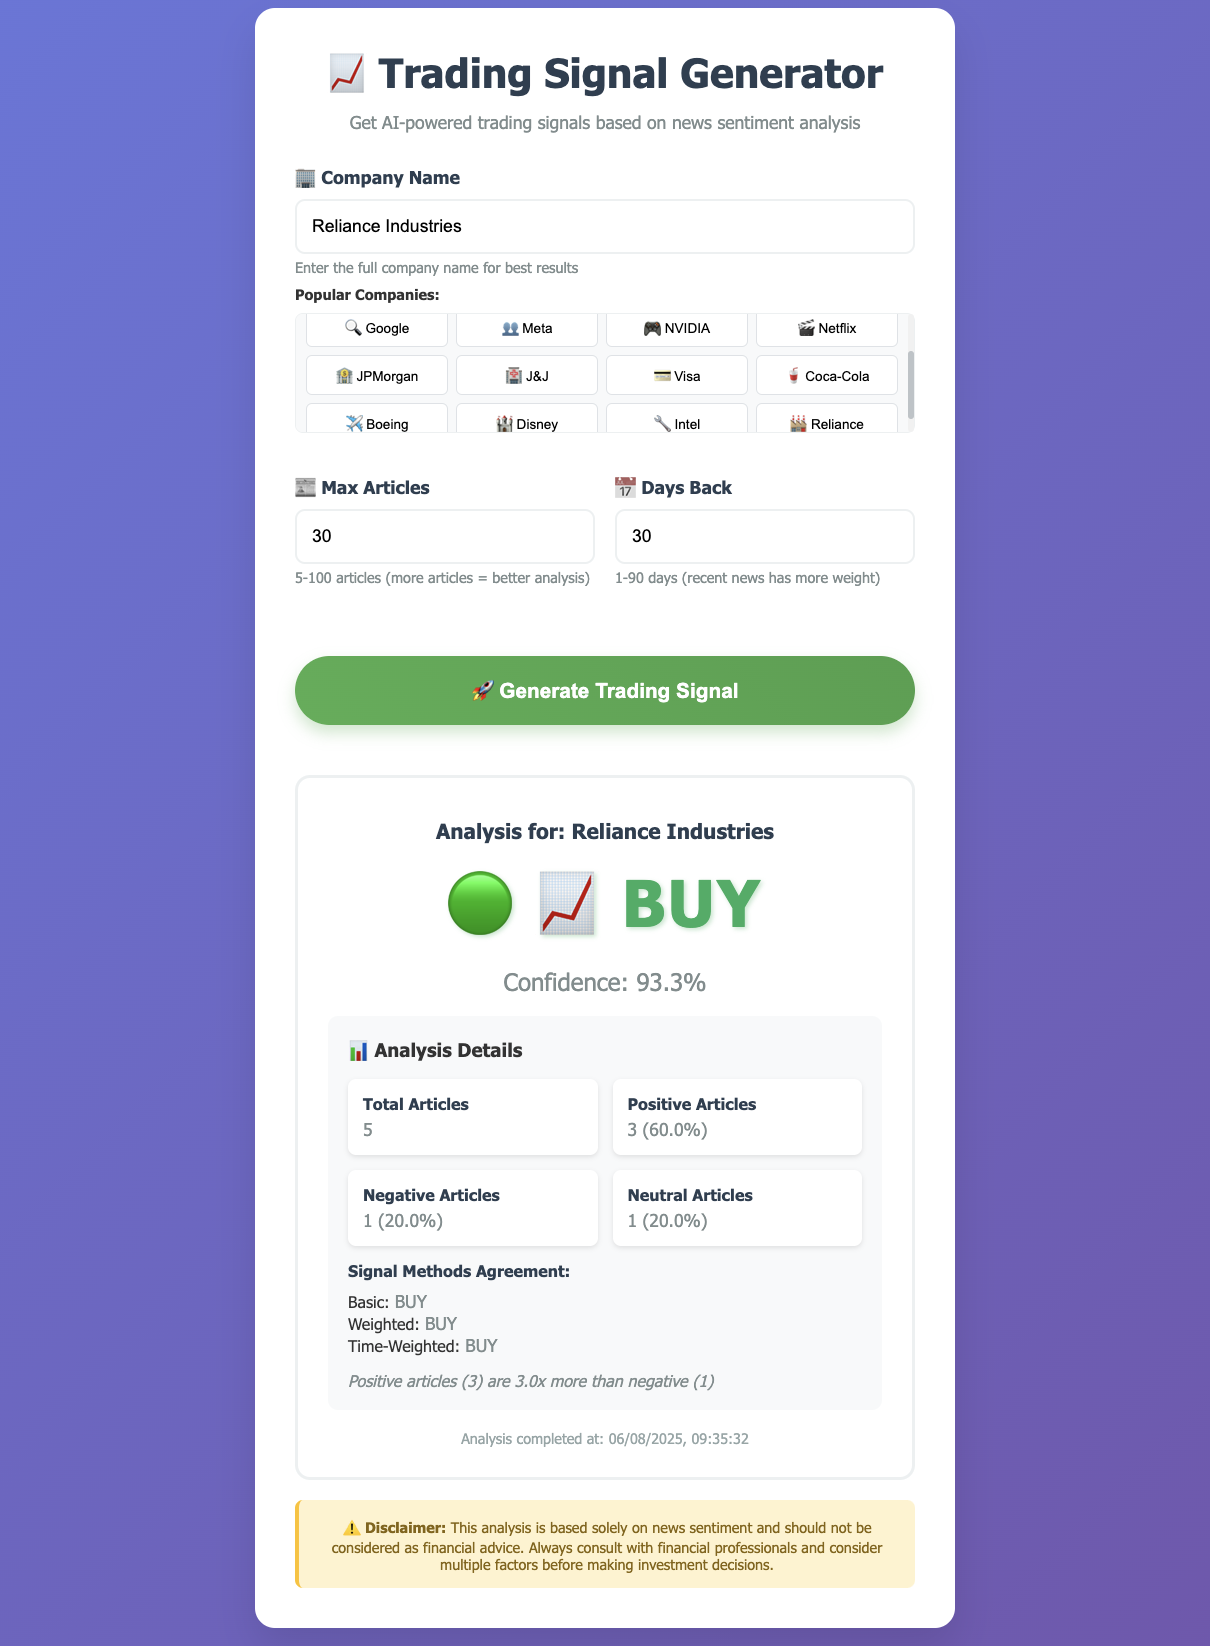 📈 Trading Signal Generator
Get AI-powered trading signals based on news sentiment analysis
🏢 Company Name
Reliance Industries
Enter the full company name for best results
Popular Companies:
🔍 Google 👥 Meta 🎮 NVIDIA 🎬 Netflix
🏦 JPMorgan 🏥 J&J 💳 Visa 🥤 Coca-Cola
✈️ Boeing 🏰 Disney 🔧 Intel 🏭 Reliance
📰 Max Articles 📅 Days Back
30 30
5-100 articles (more articles = better analysis) 1-90 days (recent news has more weight)
🚀 Generate Trading Signal
Analysis for: Reliance Industries
🟢 📈 BUY
Confidence: 93.3%
📊 Analysis Details
Total Articles Positive Articles
5 3 (60.0%)
Negative Articles Neutral Articles
1 (20.0%) 1 (20.0%)
Signal Methods Agreement:
Basic: BUY
Weighted: BUY
Time-Weighted: BUY
Positive articles (3) are 3.0x more than negative (1)
Analysis completed at: 06/08/2025, 09:35:32
⚠️ Disclaimer: This analysis is based solely on news sentiment and should not be
considered as financial advice. Always consult with financial professionals and consider
multiple factors before making investment decisions.